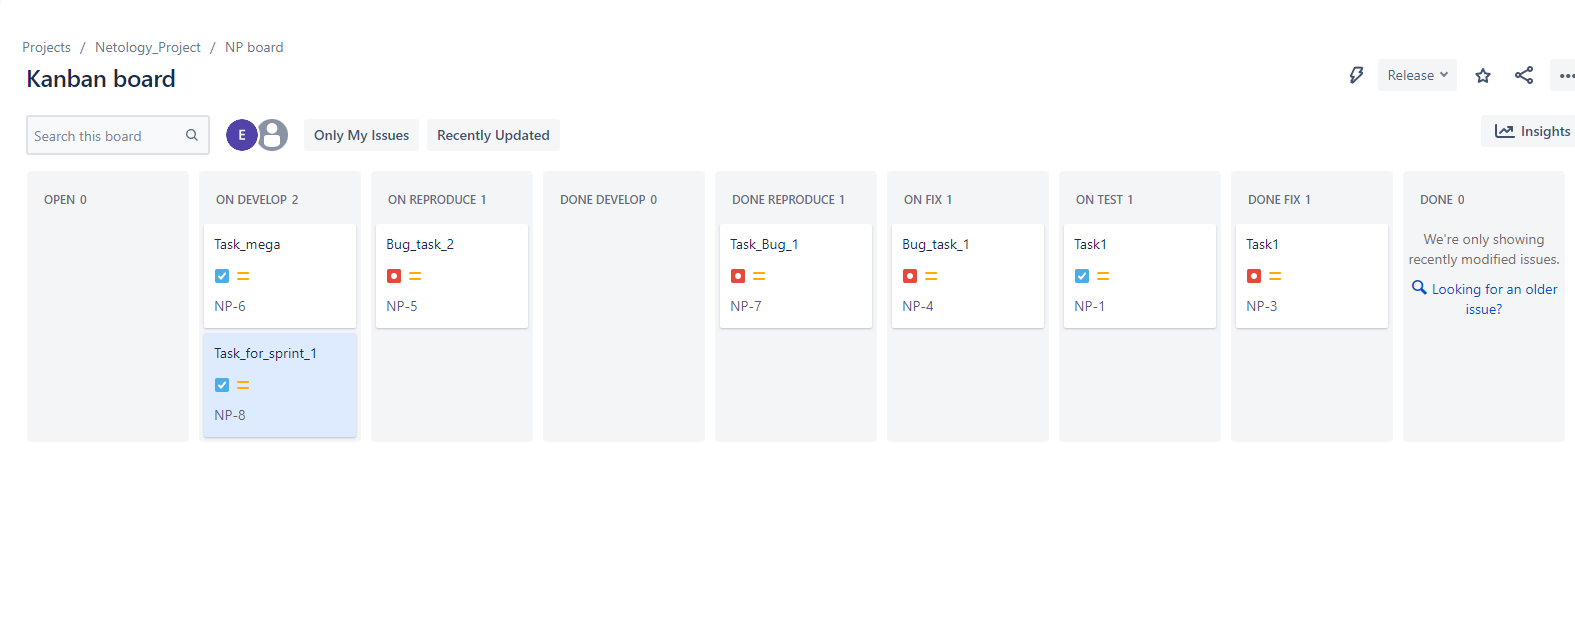 Projects / Netology_Project / NP board
Kanban board
Release
Search this board
E
Only My Issues
Recently Updated
Insights
OPEN 0
ON DEVELOP 2
Task_mega
NP-6
Task_for_sprint_1
NP-8
ON REPRODUCE 1
Bug_task_2
NP-5
DONE DEVELOP 0
DONE REPRODUCE 1
Task_Bug_1
NP-7
ON FIX 1
Bug_task_1
NP-4
ON TEST 1
Task1
NP-1
DONE FIX 1
Task1
NP-3
DONE 0
We're only showing
recently modified issues.
Looking for an older
issue?